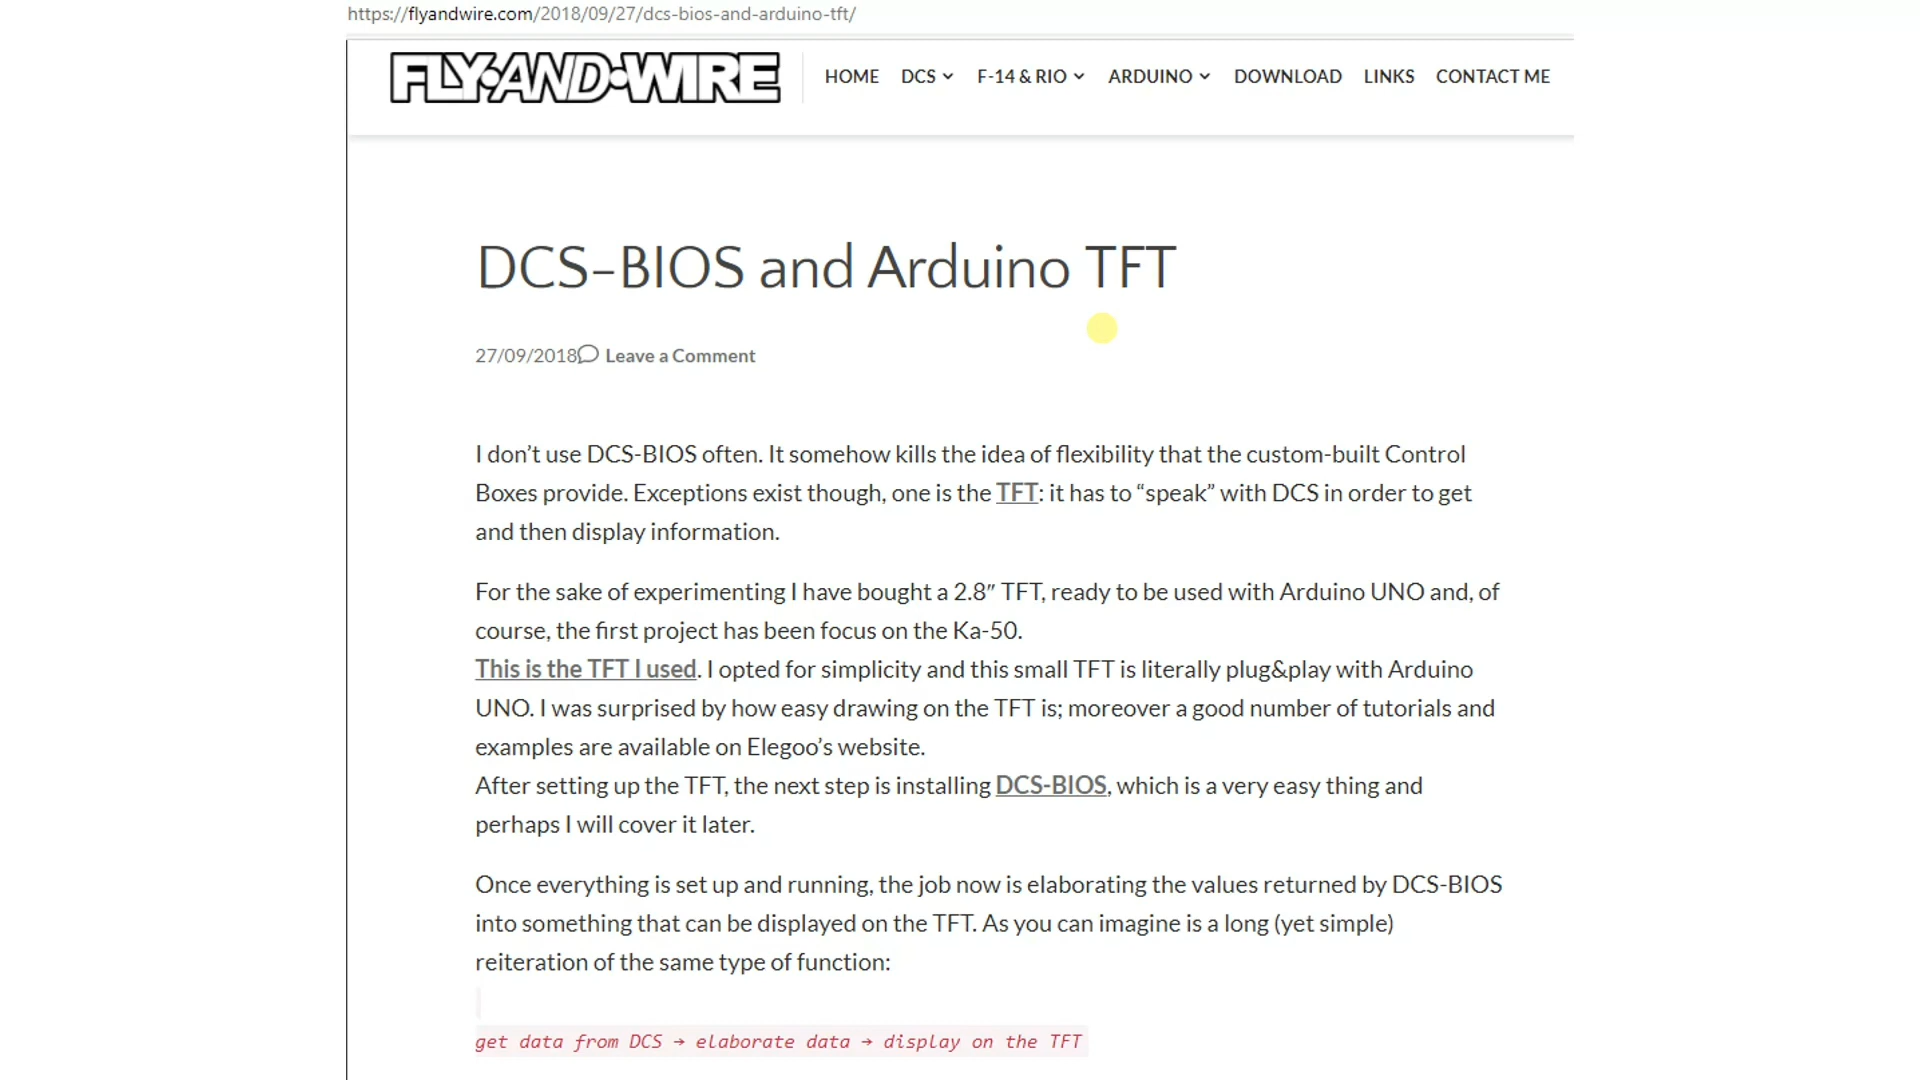 https://flyandwire.com/2018/09/27/dcs-bios-and-arduino-tft/
FLY•AND•WIRE
HOME DCS F-14 & RIO ARDUINO DOWNLOAD LINKS CONTACT ME
DCS–BIOS and Arduino TFT
27/09/2018 Leave a Comment
I don’t use DCS-BIOS often. It somehow kills the idea of flexibility that the custom-built Control
Boxes provide. Exceptions exist though, one is the TFT: it has to “speak” with DCS in order to get
and then display information.
For the sake of experimenting I have bought a 2.8″ TFT, ready to be used with Arduino UNO and, of
course, the first project has been focus on the Ka-50.
This is the TFT I used. I opted for simplicity and this small TFT is literally plug&play with Arduino
UNO. I was surprised by how easy drawing on the TFT is; moreover a good number of tutorials and
examples are available on Elegoo’s website.
After setting up the TFT, the next step is installing DCS-BIOS, which is a very easy thing and
perhaps I will cover it later.
Once everything is set up and running, the job now is elaborating the values returned by DCS-BIOS
into something that can be displayed on the TFT. As you can imagine is a long (yet simple)
reiteration of the same type of function:
get data from DCS → elaborate data → display on the TFT